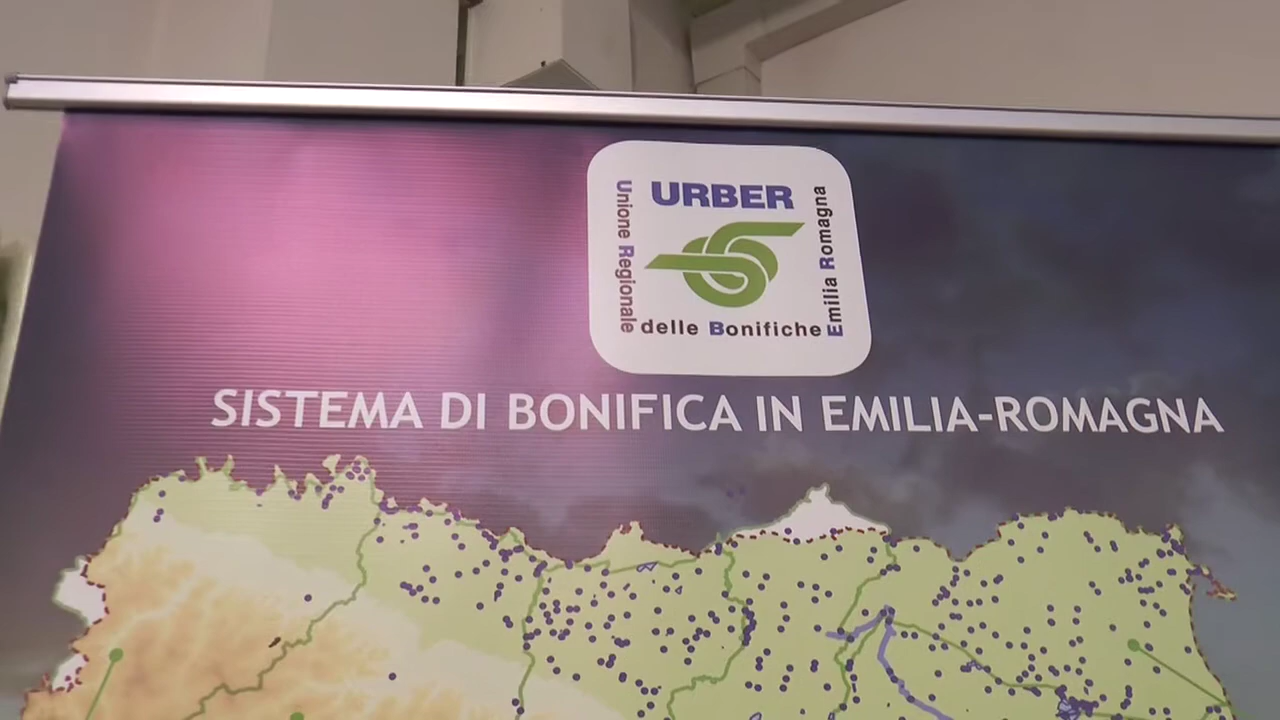 URBER
Unione Regionale
delle Bonifiche
Emilia Romagna
SISTEMA DI BONIFICA IN EMILIA-ROMAGNA